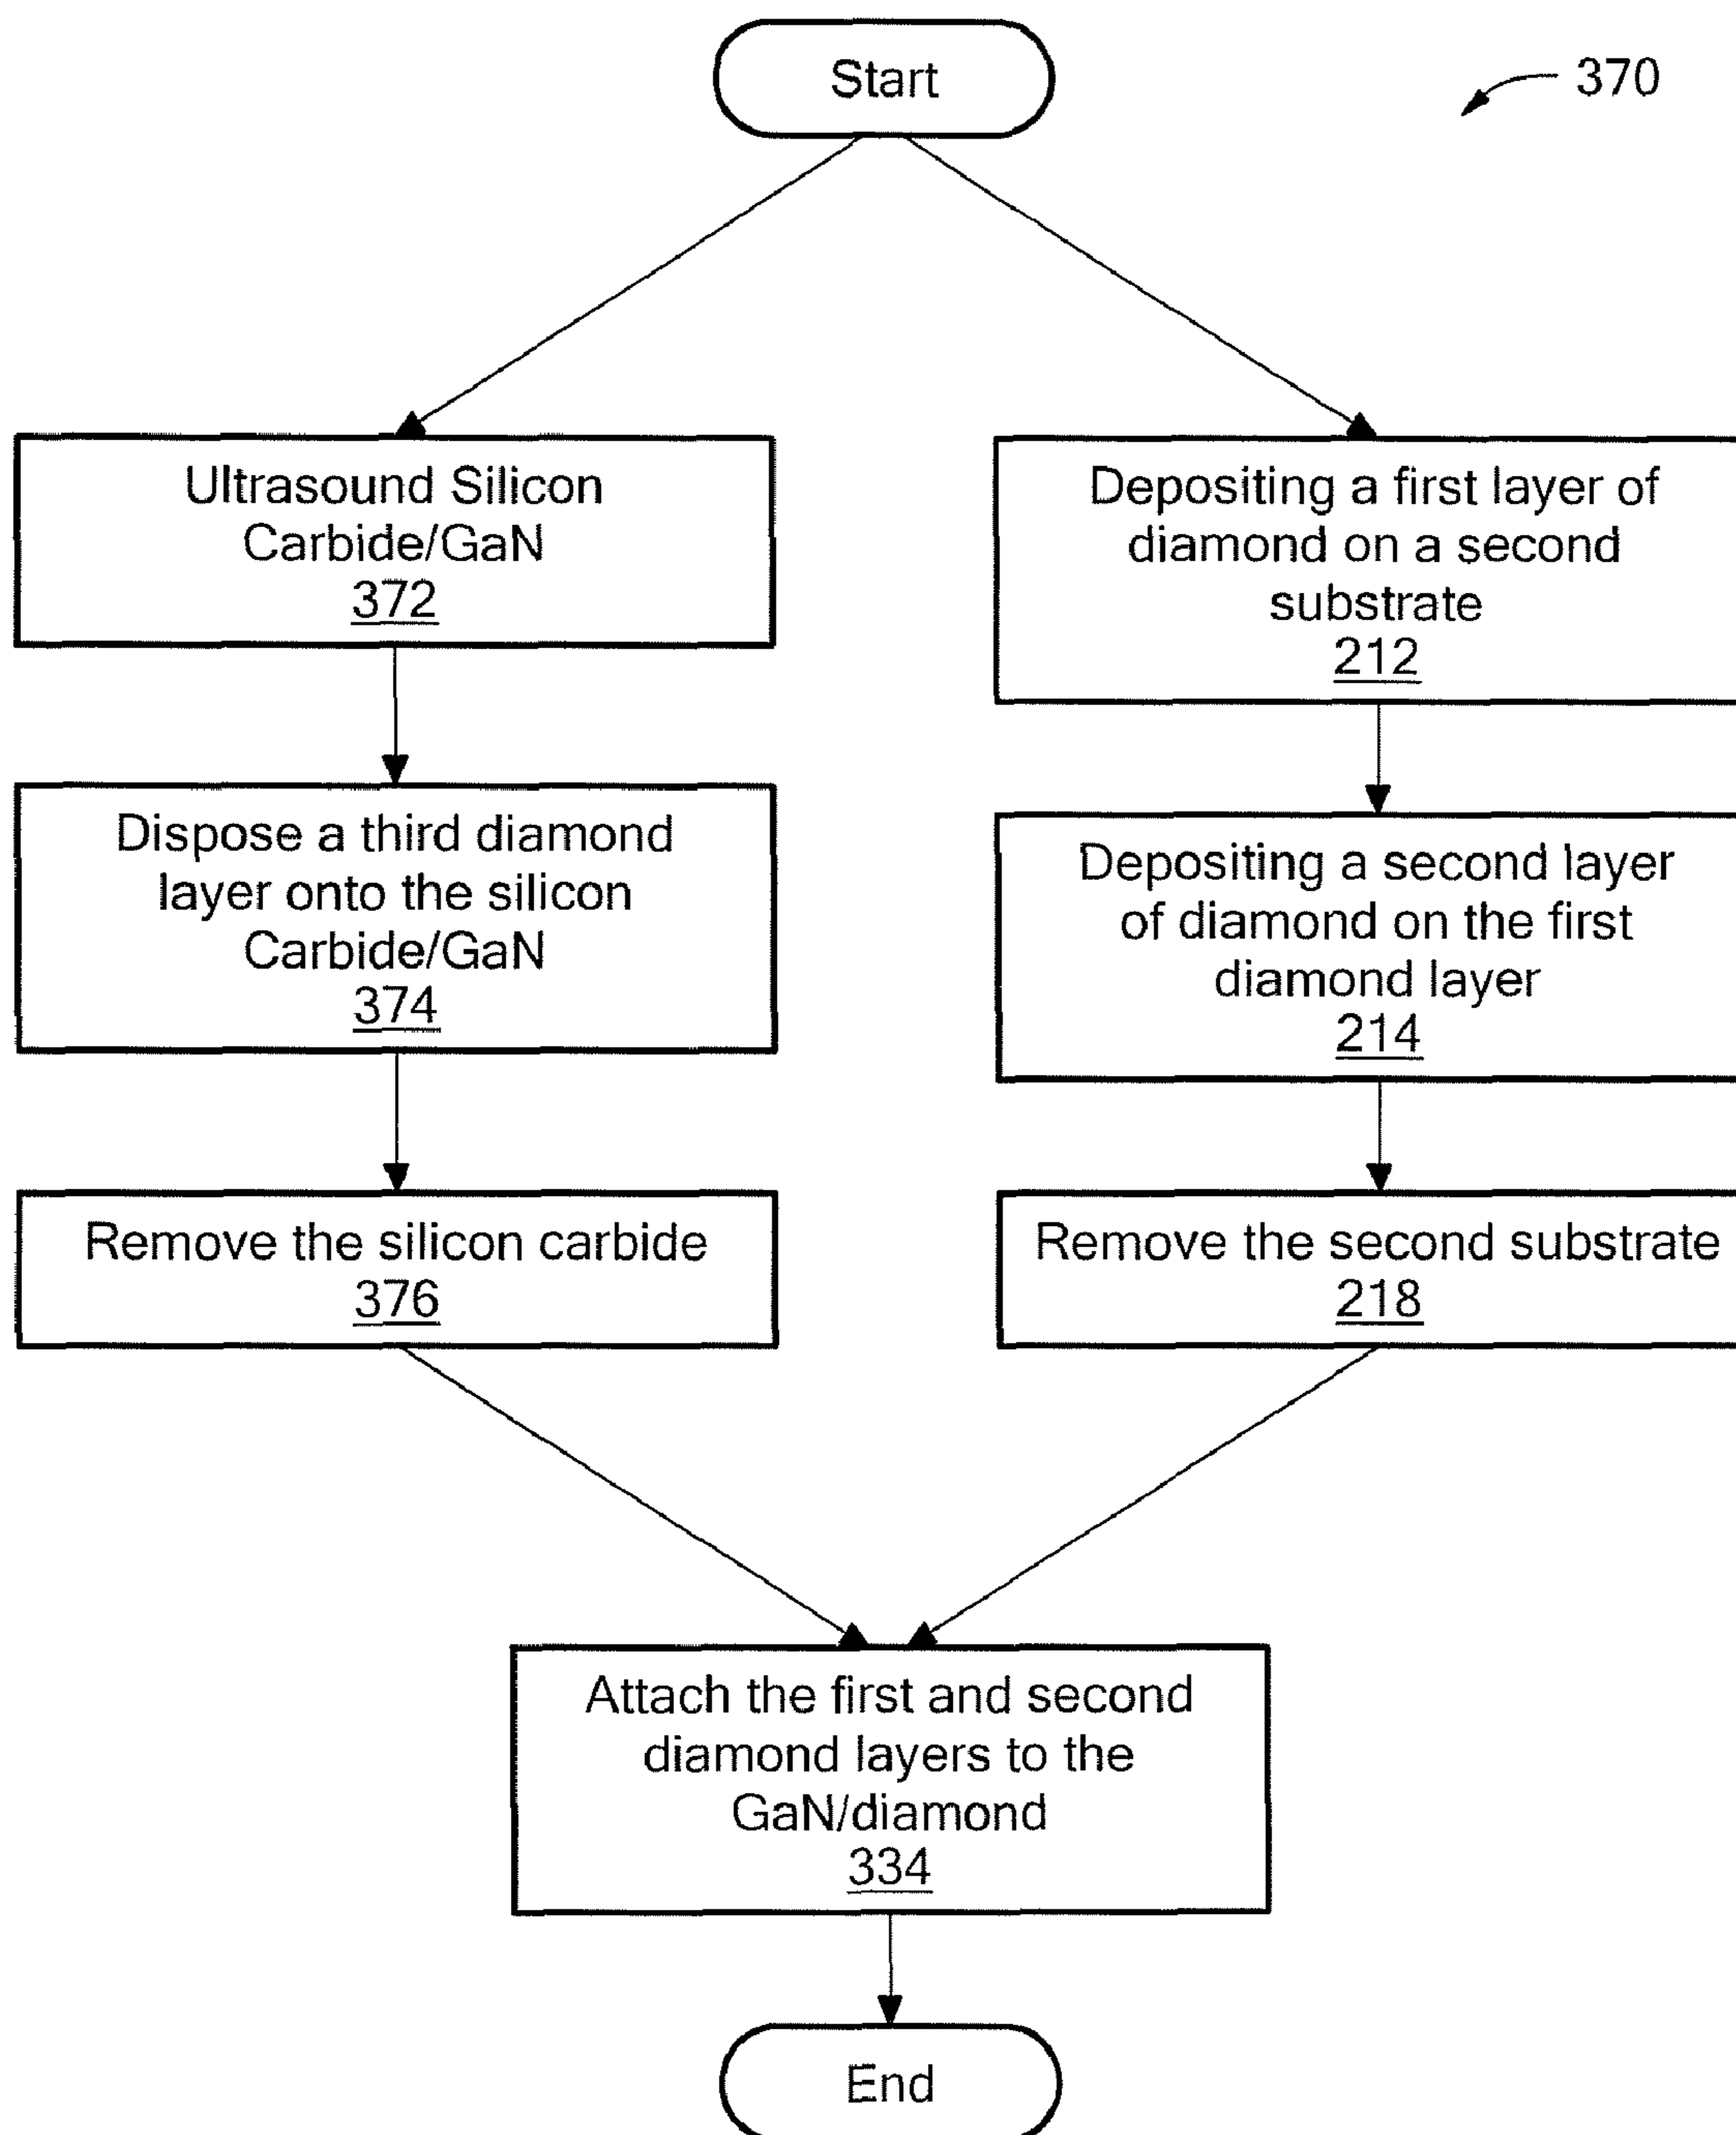 Start
370
Ultrasound Silicon
Carbide/GaN
372
Dispose a third diamond
layer onto the silicon
Carbide/GaN
374
Remove the silicon carbide
376
Depositing a first layer of
diamond on a second
substrate
212
Depositing a second layer
of diamond on the first
diamond layer
214
Remove the second substrate
218
Attach the first and second
diamond layers to the
GaN/diamond
334
End